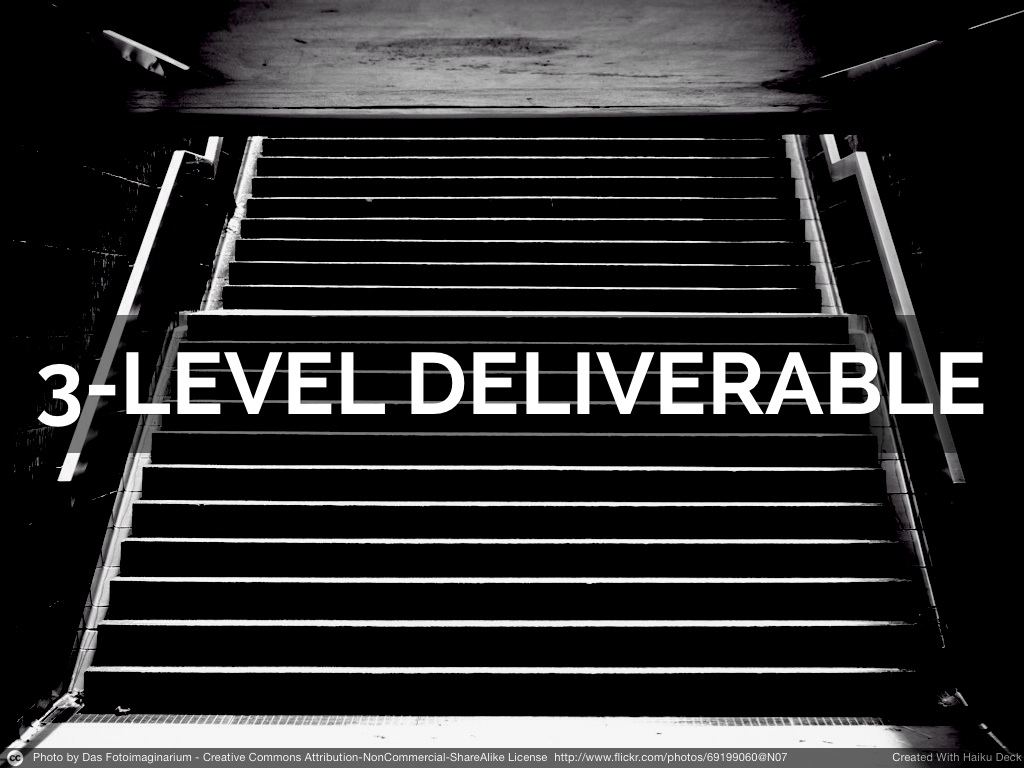 3-LEVEL DELIVERABLE
cc Photo by Das Fotoimaginarium - Creative Commons Attribution-NonCommercial-ShareAlike License http://www.flickr.com/photos/69199060@N07 Created With Haiku Deck